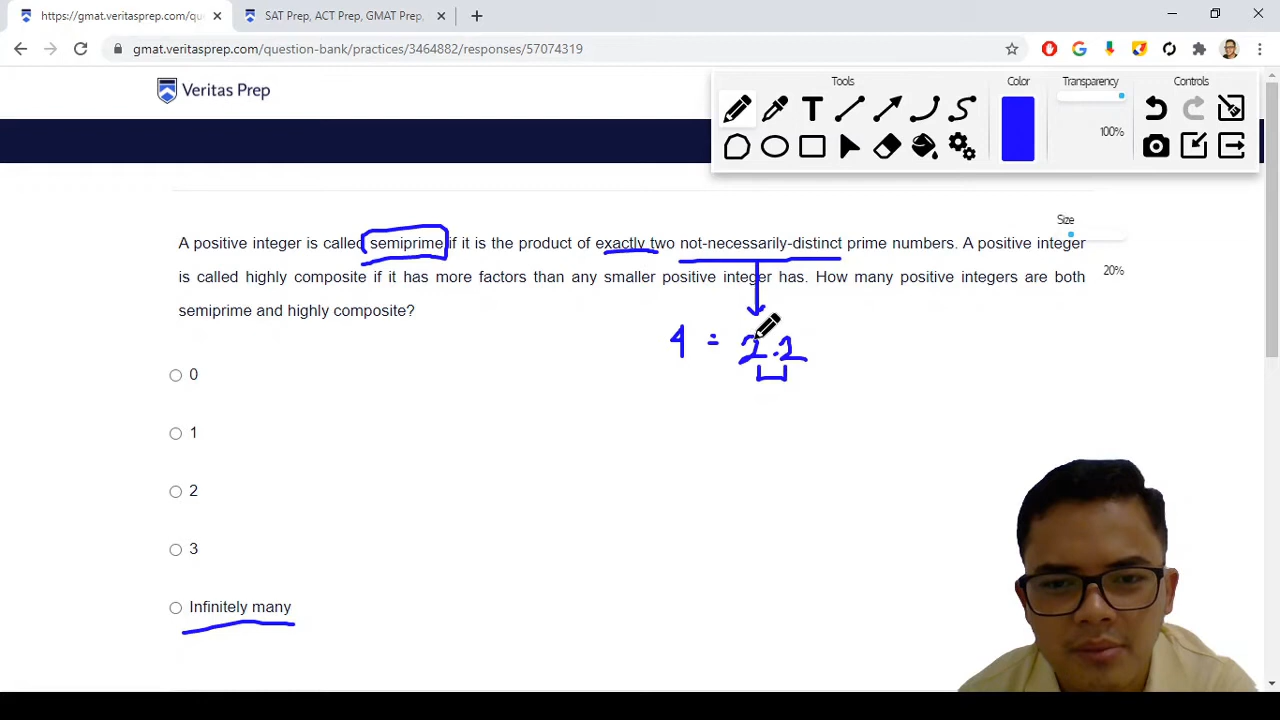 https://gmat.veritasprep.com/qu
SAT Prep, ACT Prep, GMAT Prep,
gmat.veritasprep.com/question-bank/practices/3464882/responses/57074319
Veritas Prep
Tools
Color
Transparency
Controls
T
100%
Size
20%
A positive integer is called semiprime if it is the product of exactly two not-necessarily-distinct prime numbers. A positive integer
is called highly composite if it has more factors than any smaller positive integer has. How many positive integers are both
semiprime and highly composite?
4 = 2.2
0
1
2
3
Infinitely many